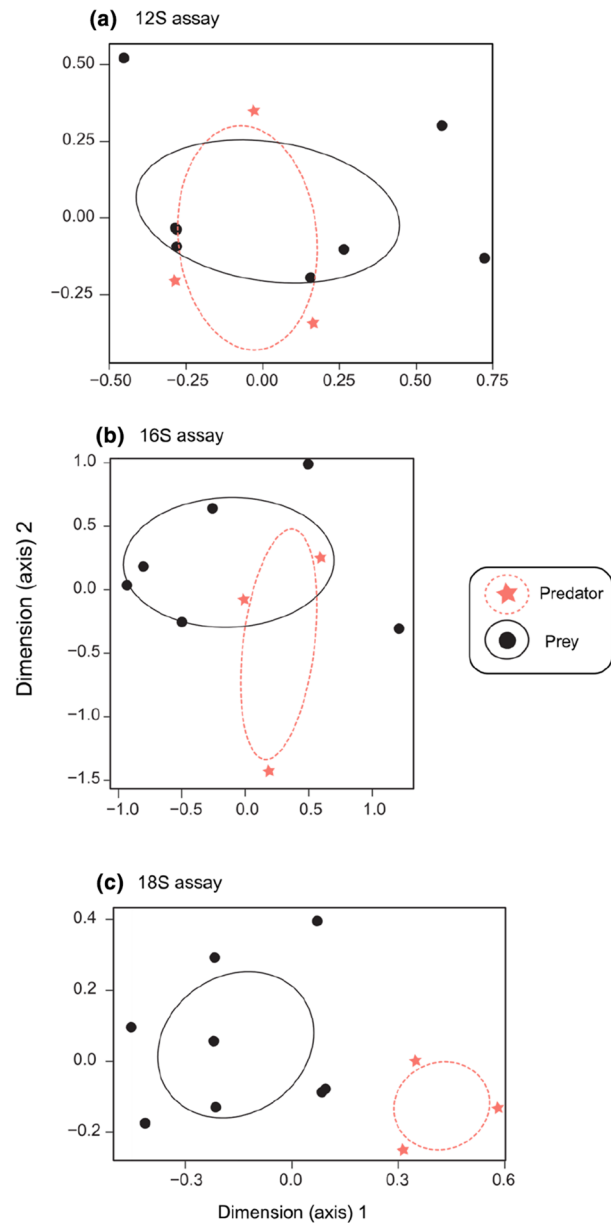 (a) 12S assay
0.50
0.25
0.00
−0.25
−0.50 −0.25 0.00 0.25 0.50 0.75
(b) 16S assay
1.0
0.5
0.0
−0.5
−1.0
−1.5
−1.0 −0.5 0.0 0.5 1.0
Dimension (axis) 2
Predator
Prey
(c) 18S assay
0.4
0.2
0.0
−0.2
−0.3 0.0 0.3 0.6
Dimension (axis) 1